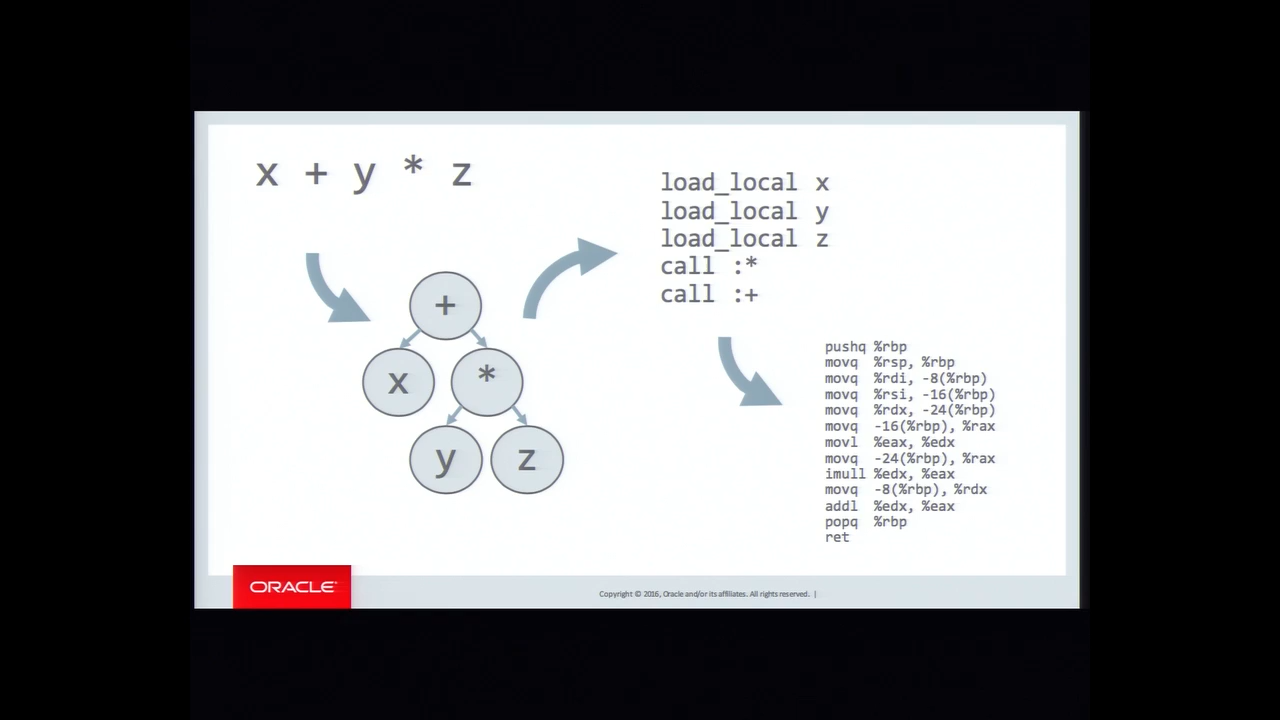 x + y * z
+
x
*
y
z
load_local x
load_local y
load_local z
call :*
call :+
pushq %rbp
movq %rsp, %rbp
movq %rdi, -8(%rbp)
movq %rsi, -16(%rbp)
movq %rdx, -24(%rbp)
movq -16(%rbp), %rax
movl %eax, %edx
movq -24(%rbp), %rax
imull %edx, %eax
movq -8(%rbp), %rdx
addl %edx, %eax
popq %rbp
ret
ORACLE
Copyright © 2016, Oracle and/or its affiliates. All rights reserved. |